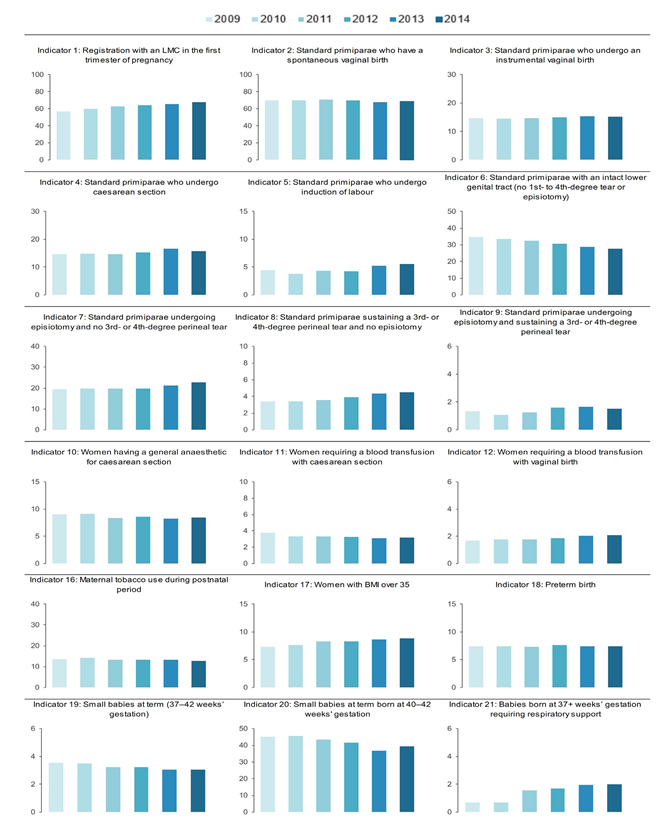 2009 2010 2011 2012 2013 2014
Indicator 1: Registration with an LMC in the first
trimester of pregnancy
100
80
60
40
20
0
Indicator 2: Standard primiparae who have a
spontaneous vaginal birth
100
80
60
40
20
0
Indicator 3: Standard primiparae who undergo an
instrumental vaginal birth
30
20
10
0
Indicator 4: Standard primiparae who undergo
caesarean section
30
20
10
0
Indicator 5: Standard primiparae who undergo
induction of labour
15
10
5
0
Indicator 6: Standard primiparae with an intact lower
genital tract (no 1st- to 4th-degree tear or
episiotomy)
50
40
30
20
10
0
Indicator 7: Standard primiparae undergoing
episiotomy and no 3rd- or 4th-degree perineal tear
40
30
20
10
0
Indicator 8: Standard primiparae sustaining a 3rd- or
4th-degree perineal tear and no episiotomy
10
8
6
4
2
0
Indicator 9: Standard primiparae undergoing
episiotomy and sustaining a 3rd- or 4th-degree
perineal tear
6
4
2
0
Indicator 10: Women having a general anaesthetic
for caesarean section
15
10
5
0
Indicator 11: Women requiring a blood transfusion
with caesarean section
10
8
6
4
2
0
Indicator 12: Women requiring a blood transfusion
with vaginal birth
6
4
2
0
Indicator 16: Maternal tobacco use during postnatal
period
40
30
20
10
0
Indicator 17: Women with BMI over 35
15
10
5
0
Indicator 18: Preterm birth
15
10
5
0
Indicator 19: Small babies at term (37–42 weeks'
gestation)
6
4
2
0
Indicator 20: Small babies at term born at 40–42
weeks' gestation
50
40
30
20
10
0
Indicator 21: Babies born at 37+ weeks' gestation
requiring respiratory support
6
4
2
0